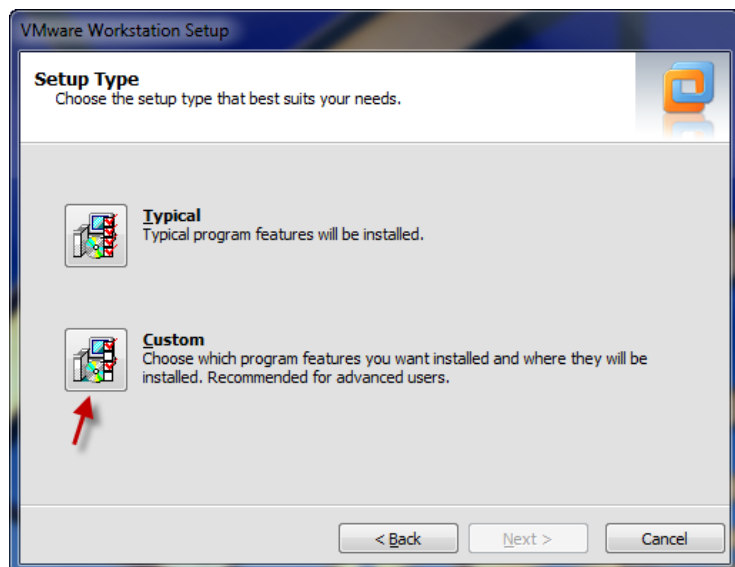 VMware Workstation Setup
Setup Type
Choose the setup type that best suits your needs.
Typical
Typical program features will be installed.
Custom
Choose which program features you want installed and where they will be
installed. Recommended for advanced users.
< Back Next > Cancel